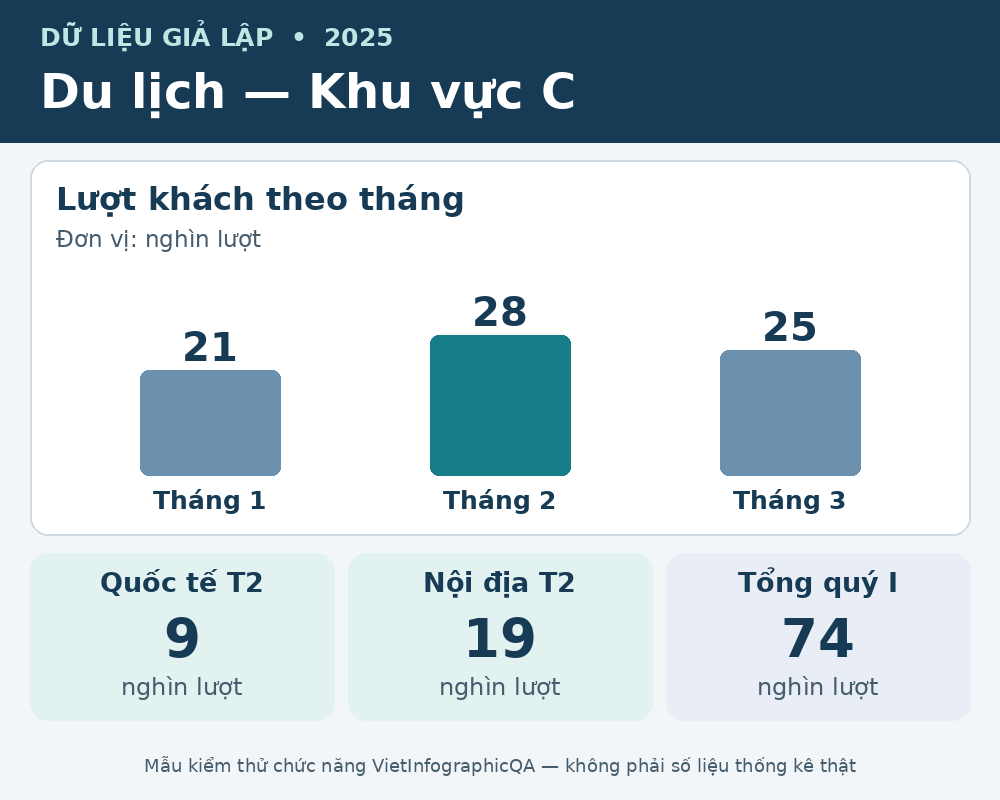 DỮ LIỆU GIẢ LẬP • 2025
Du lịch — Khu vực C
Lượt khách theo tháng
Đơn vị: nghìn lượt
21
28
25
Tháng 1
Tháng 2
Tháng 3
Quốc tế T2
9
nghìn lượt
Nội địa T2
19
nghìn lượt
Tổng quý I
74
nghìn lượt
Mẫu kiểm thử chức năng VietInfographicQA — không phải số liệu thống kê thật